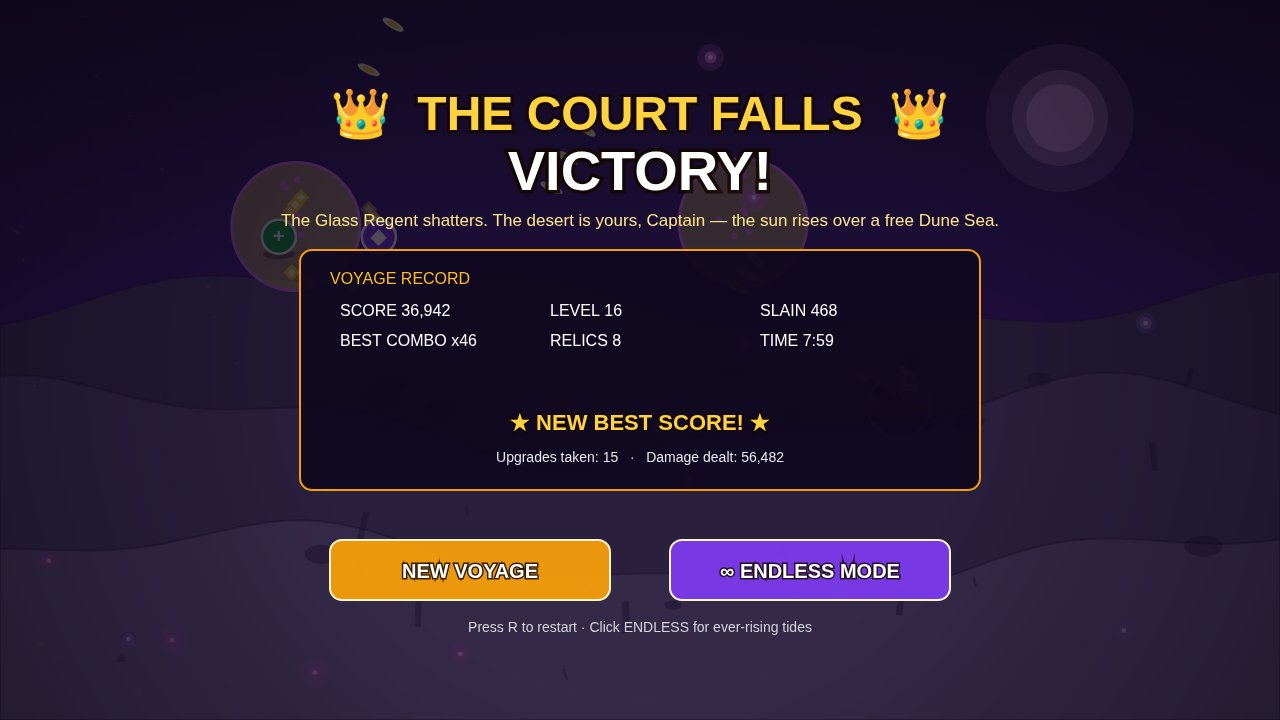 👑 THE COURT FALLS 👑
VICTORY!
The Glass Regent shatters. The desert is yours, Captain — the sun rises over a free Dune Sea.
VOYAGE RECORD
SCORE 36,942 LEVEL 16 SLAIN 468
BEST COMBO x46 RELICS 8 TIME 7:59
★ NEW BEST SCORE! ★
Upgrades taken: 15 · Damage dealt: 56,482
NEW VOYAGE ∞ ENDLESS MODE
Press R to restart · Click ENDLESS for ever-rising tides